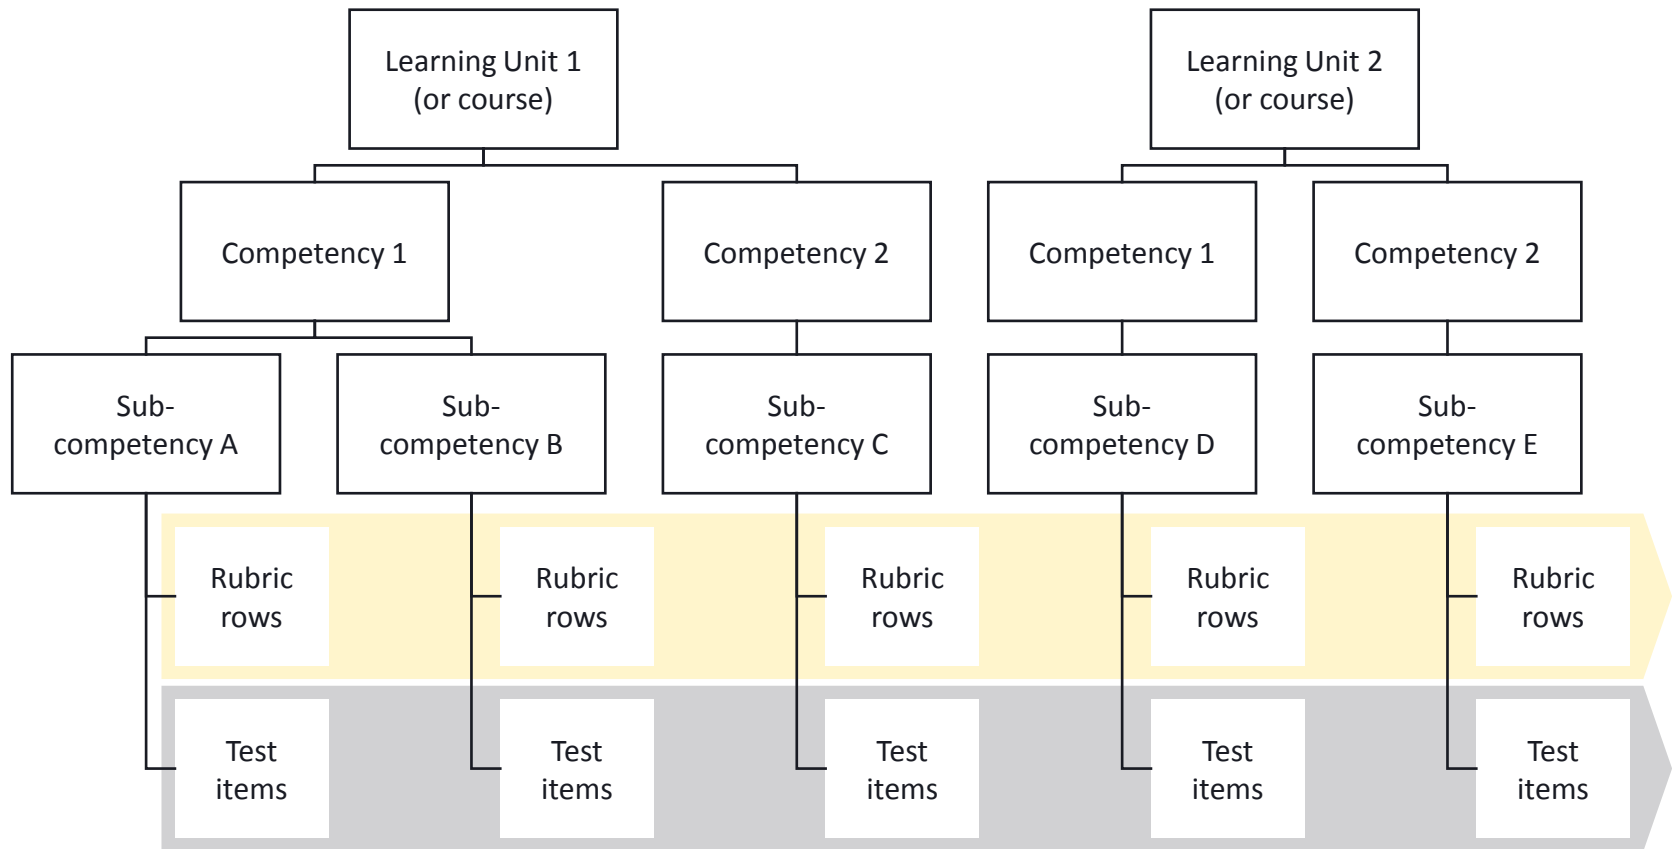 Learning Unit 1
(or course)
Learning Unit 2
(or course)
Competency 1
Competency 2
Competency 1
Competency 2
Sub-
competency A
Sub-
competency B
Sub-
competency C
Sub-
competency D
Sub-
competency E
Rubric
rows
Rubric
rows
Rubric
rows
Rubric
rows
Rubric
rows
Test
items
Test
items
Test
items
Test
items
Test
items